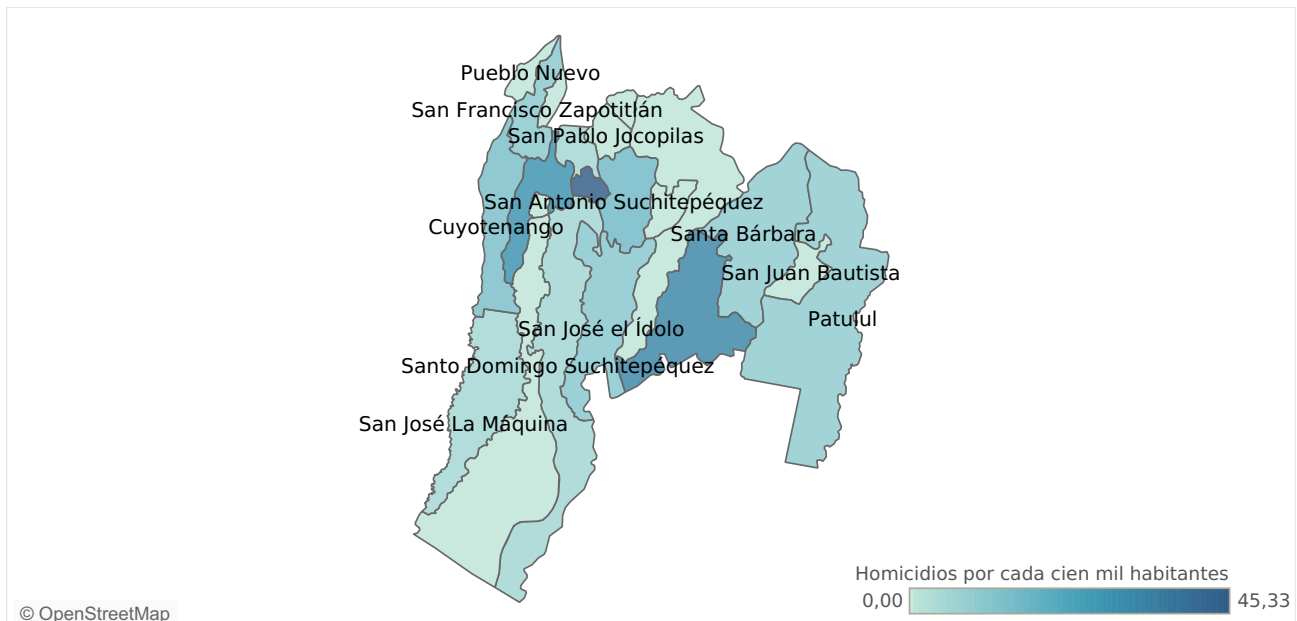 Pueblo Nuevo
San Francisco Zapotitlán
San Pablo Jocopilas
San Antonio Suchitepéquez
Cuyotenango
Santa Bárbara
San Juan Bautista
Patulul
San José el Ídolo
Santo Domingo Suchitepéquez
San José La Máquina
Homicidios por cada cien mil habitantes
0,00 45,33
© OpenStreetMap